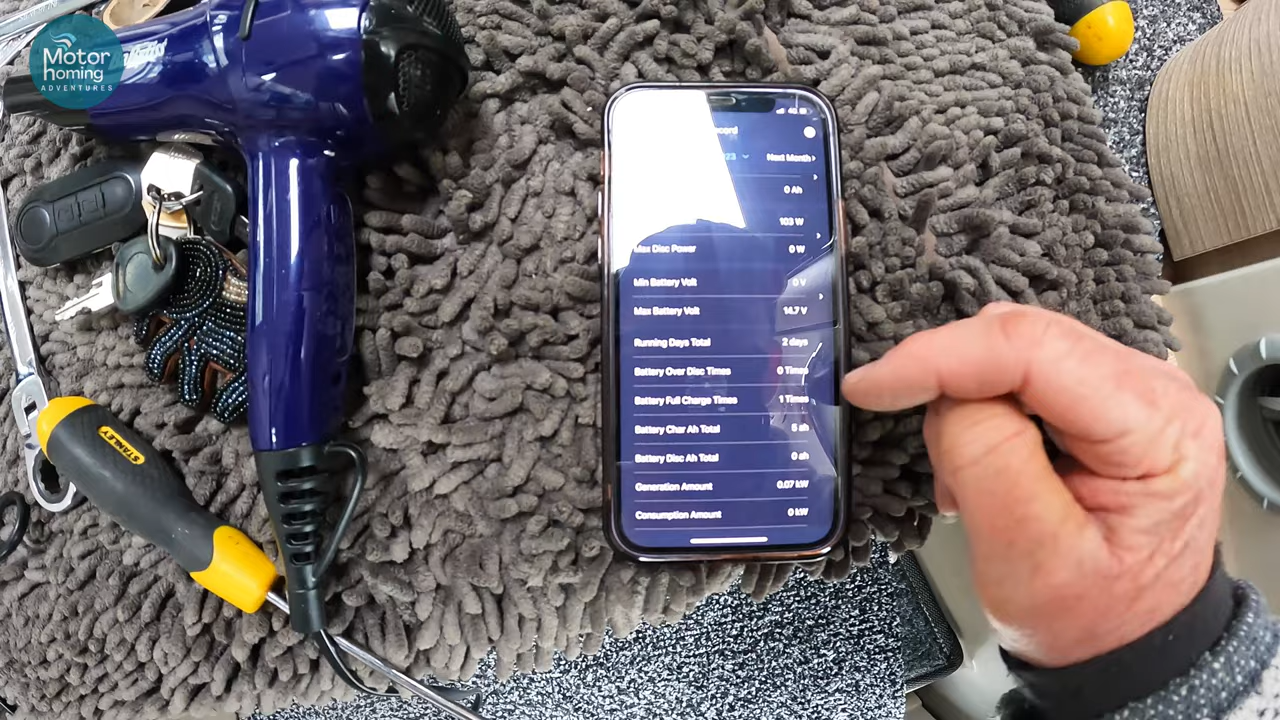 Motor
homing
ADVENTURES
STANLEY
4G
23
Next Month >
0 Ah
103 W
Max Disc Power 0 W
Min Battery Volt 0 V
Max Battery Volt 14.7 V
Running Days Total 2 days
Battery Over Disc Times 0 Times
Battery Full Charge Times 1 Times
Battery Char Ah Total 5 ah
Battery Disc Ah Total 0 ah
Generation Amount 0.07 kW
Consumption Amount 0 kW